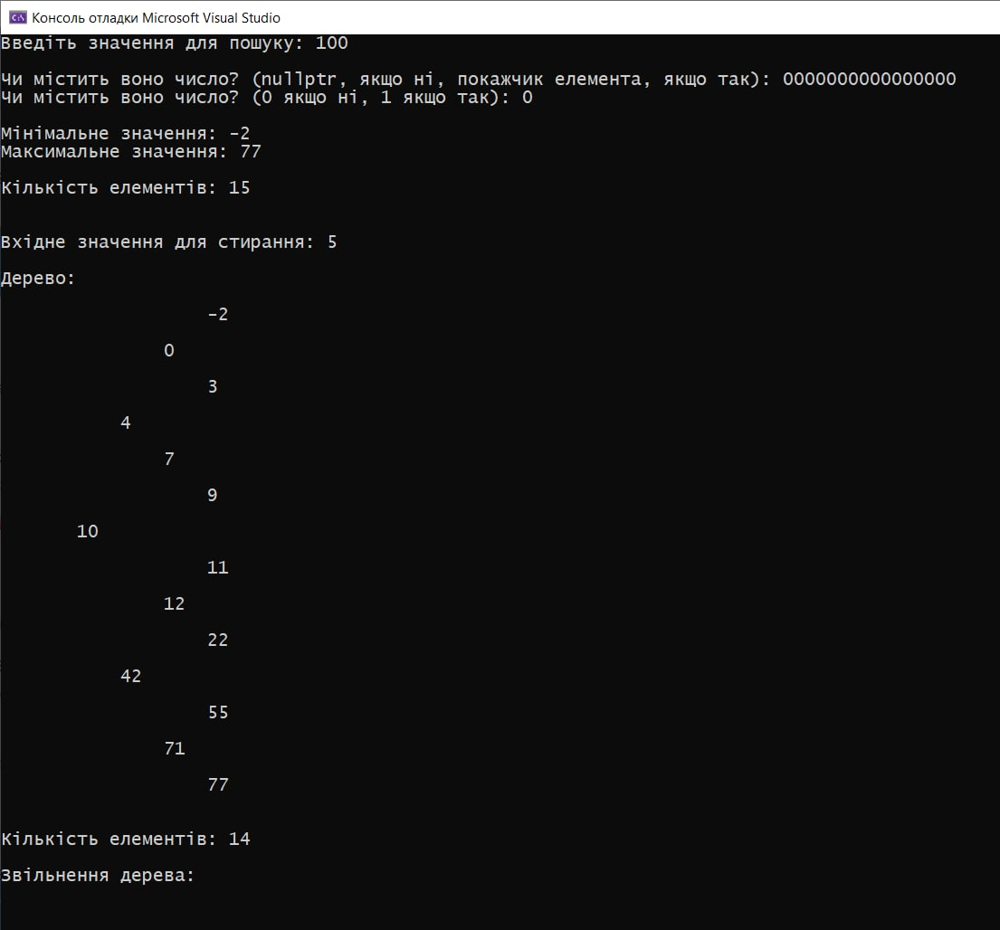 Консоль отладки Microsoft Visual Studio
Введіть значення для пошуку: 100
Чи містить воно число? (nullptr, якщо ні, покажчик елемента, якщо так): 0000000000000000
Чи містить воно число? (0 якщо ні, 1 якщо так): 0
Мінімальне значення: -2
Максимальне значення: 77
Кількість елементів: 15
Вхідне значення для стирання: 5
Дерево:
-2
0
3
4
7
9
10
11
12
22
42
55
71
77
Кількість елементів: 14
Звільнення дерева: